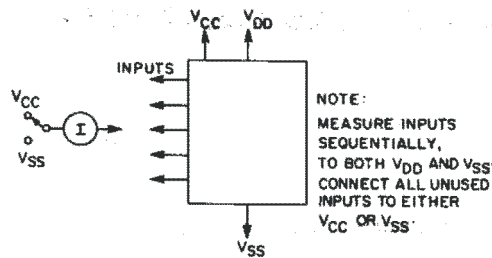 VCC VDD
INPUTS
VCC
I
VSS
NOTE:
MEASURE INPUTS
SEQUENTIALLY,
TO BOTH VDD AND VSS.
CONNECT ALL UNUSED
INPUTS TO EITHER
VCC OR VSS.
VSS